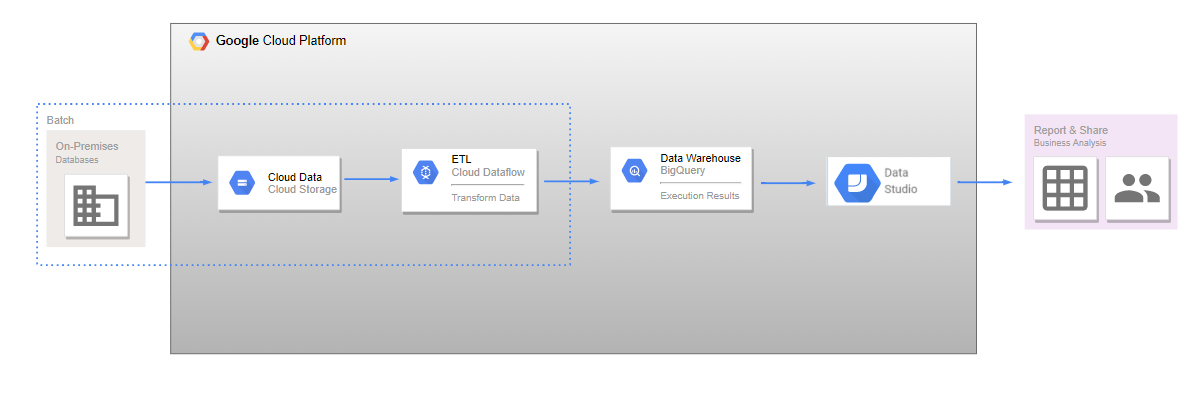 Google Cloud Platform
Batch
On-Premises
Databases
Cloud Data
Cloud Storage
ETL
Cloud Dataflow
Transform Data
Data Warehouse
BigQuery
Execution Results
Data
Studio
Report & Share
Business Analysis